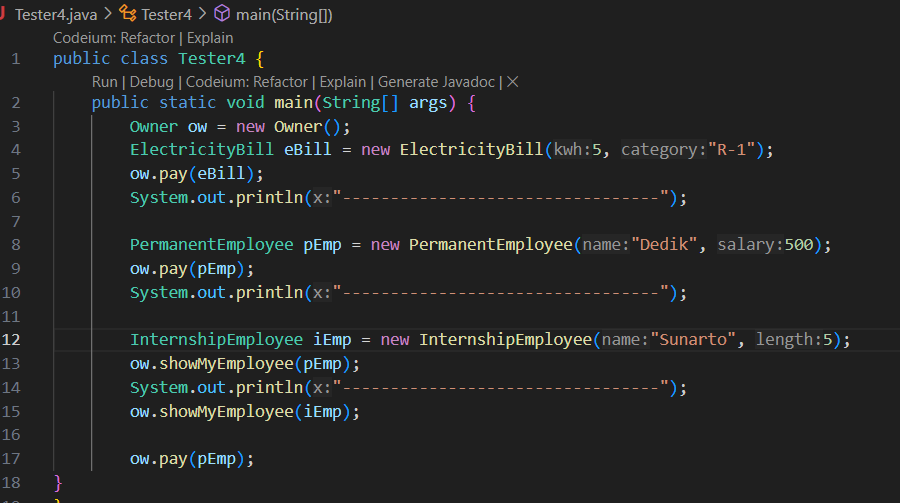 Tester4.java > Tester4 > main(String[])
Codeium: Refactor | Explain
1 public class Tester4 {
Run | Debug | Codeium: Refactor | Explain | Generate Javadoc | ×
2 public static void main(String[] args) {
3 Owner ow = new Owner();
4 ElectricityBill eBill = new ElectricityBill(kwh:5, category:"R-1");
5 ow.pay(eBill);
6 System.out.println(x:"---------------------------------");
7
8 PermanentEmployee pEmp = new PermanentEmployee(name:"Dedik", salary:500);
9 ow.pay(pEmp);
10 System.out.println(x:"---------------------------------");
11
12 InternshipEmployee iEmp = new InternshipEmployee(name:"Sunarto", length:5);
13 ow.showMyEmployee(pEmp);
14 System.out.println(x:"---------------------------------");
15 ow.showMyEmployee(iEmp);
16
17 ow.pay(pEmp);
18 }